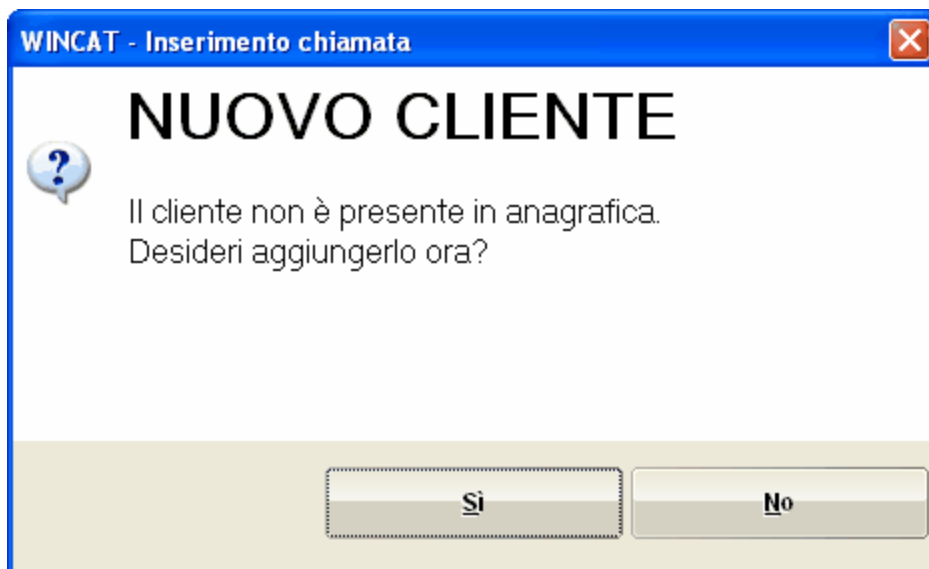 WINCAT - Inserimento chiamata
NUOVO CLIENTE
?
Il cliente non è presente in anagrafica.
Desideri aggiungerlo ora?
Sì
No